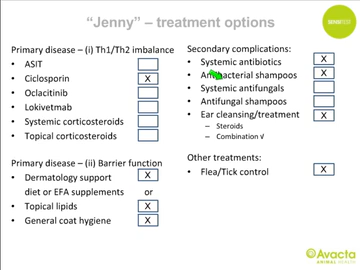 "Jenny" – treatment options
Primary disease – (i) Th1/Th2 imbalance
• ASIT
• Ciclosporin X
• Oclacitinib
• Lokivetmab
• Systemic corticosteroids
• Topical corticosteroids
Primary disease – (ii) Barrier function
• Dermatology support X
diet or EFA supplements or
• Topical lipids X
• General coat hygiene X
Secondary complications:
• Systemic antibiotics X
• Antibacterial shampoos X
• Systemic antifungals
• Antifungal shampoos
• Ear cleansing/treatment X
– Steroids
– Combination √
Other treatments:
• Flea/Tick control X
Avacta
ANIMAL HEALTH